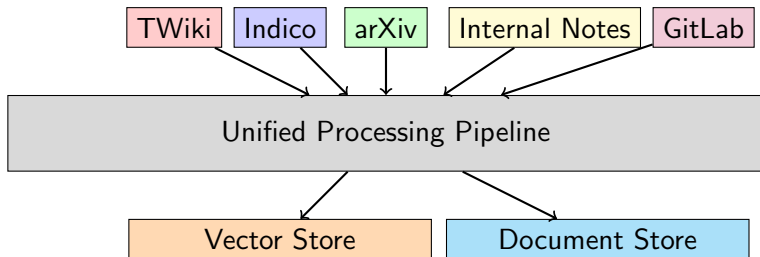 TWiki Indico arXiv Internal Notes GitLab
Unified Processing Pipeline
Vector Store Document Store